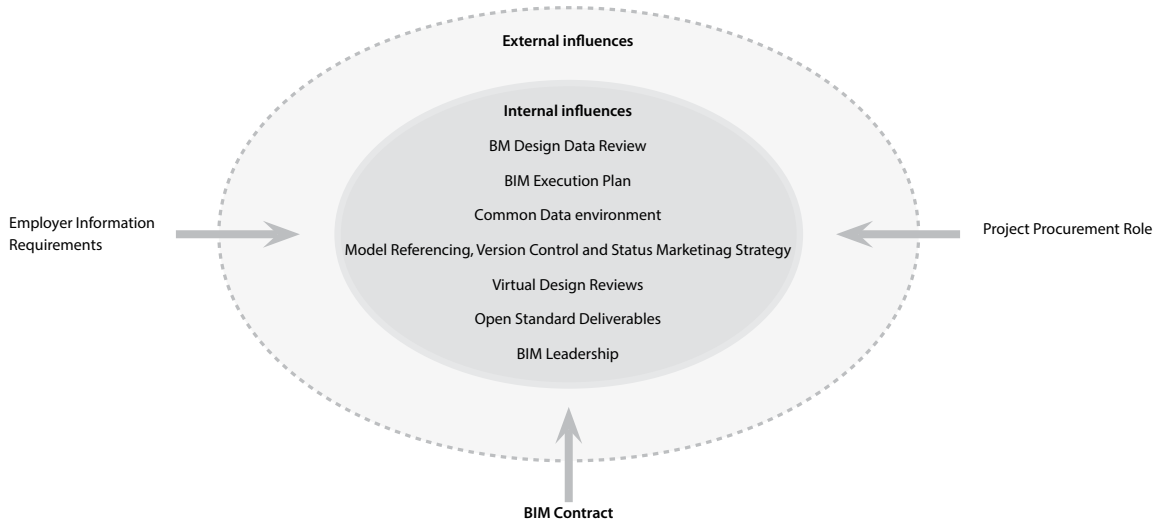 External influences
Internal influences
BM Design Data Review
BIM Execution Plan
Common Data environment
Employer Information
Requirements
Project Procurement Role
Model Referencing, Version Control and Status Marketinag Strategy
Virtual Design Reviews
Open Standard Deliverables
BIM Leadership
BIM Contract